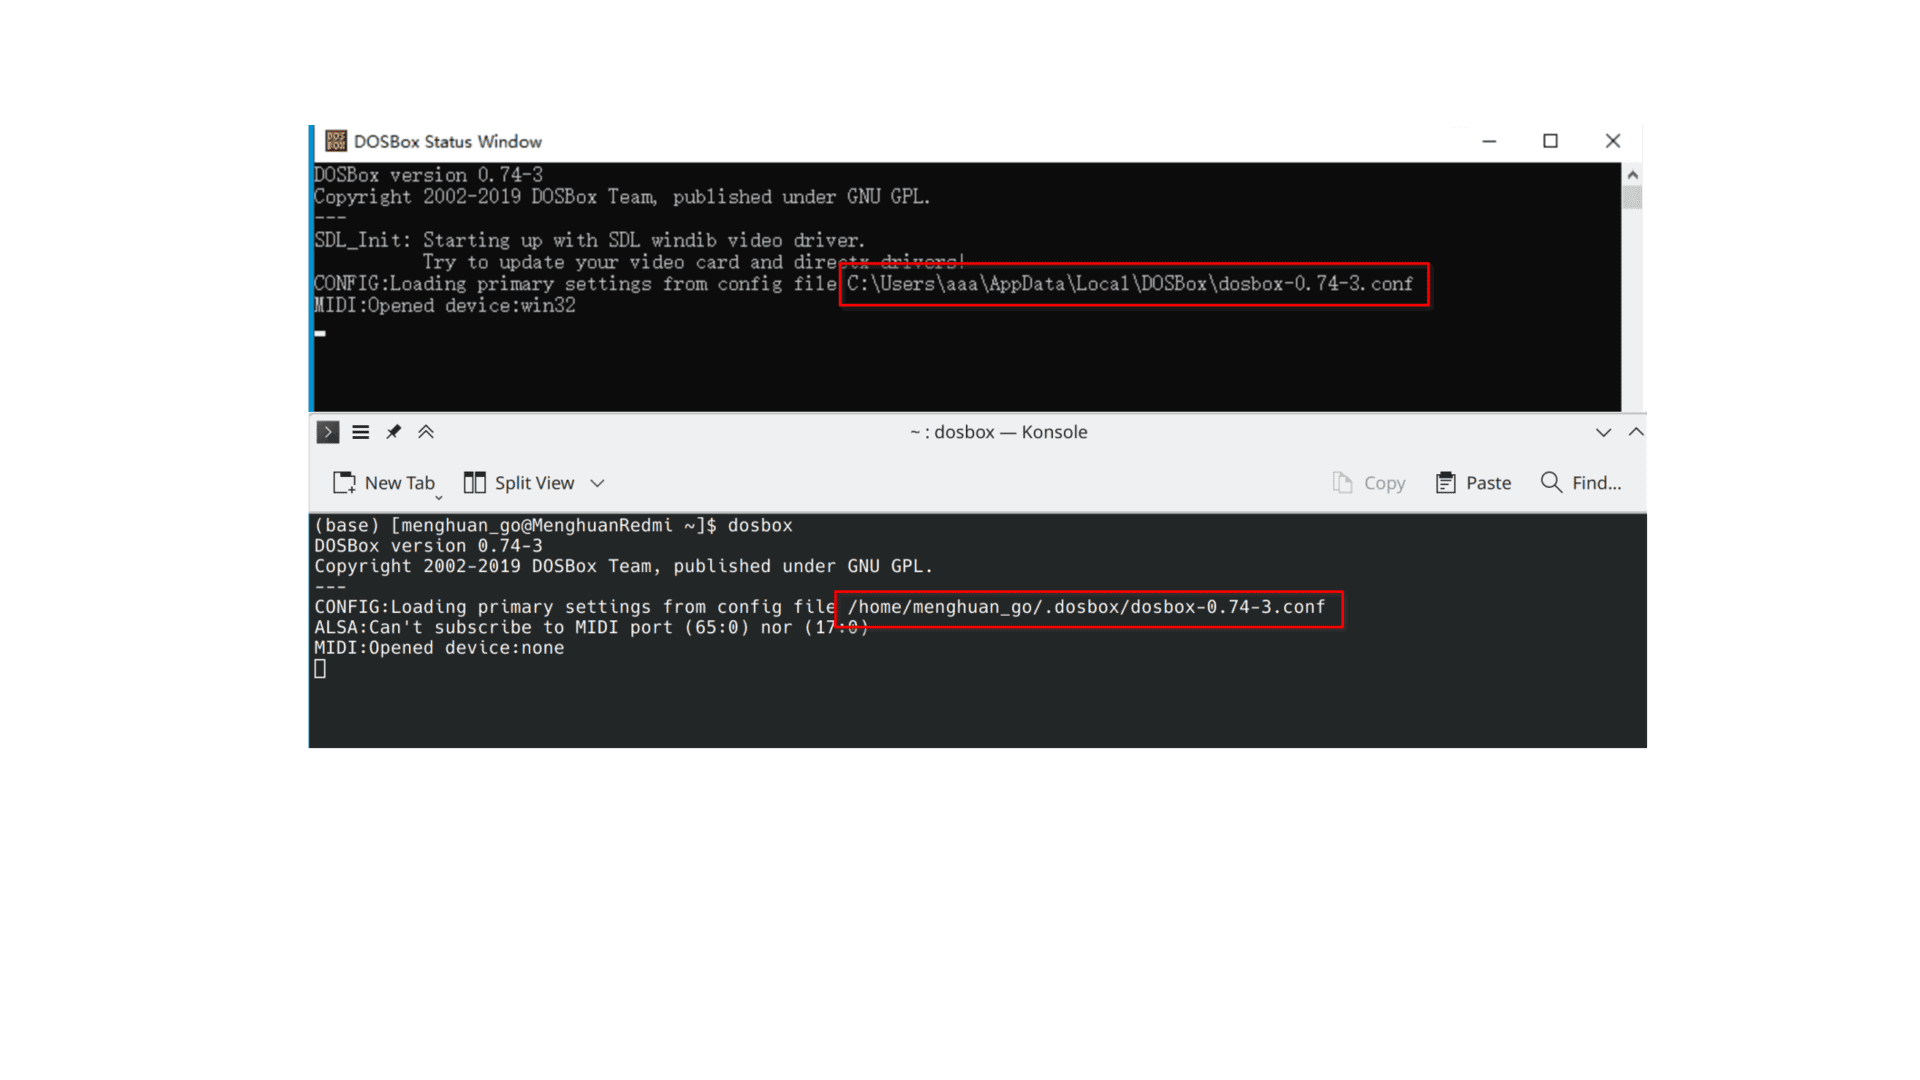 DOSBox Status Window
DOSBox version 0.74-3
Copyright 2002-2019 DOSBox Team, published under GNU GPL.
---
SDL_Init: Starting up with SDL windib video driver.
Try to update your video card and directx drivers!
CONFIG:Loading primary settings from config file C:\Users\aaa\AppData\Local\DOSBox\dosbox-0.74-3.conf
MIDI:Opened device:win32
~ : dosbox — Konsole
New Tab Split View Copy Paste Find...
(base) [menghuan_go@MenghuanRedmi ~]$ dosbox
DOSBox version 0.74-3
Copyright 2002-2019 DOSBox Team, published under GNU GPL.
---
CONFIG:Loading primary settings from config file /home/menghuan_go/.dosbox/dosbox-0.74-3.conf
ALSA:Can't subscribe to MIDI port (65:0) nor (17:0)
MIDI:Opened device:none